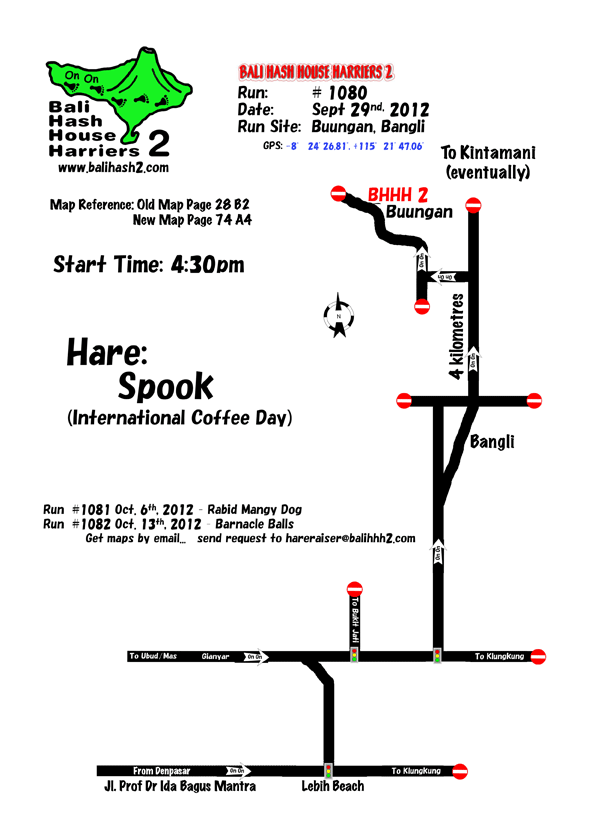 On On
Bali
Hash
House
Harriers 2
www.balihash2.com
BALI HASH HOUSE HARRIERS 2
Run: # 1080
Date: Sept 29nd, 2012
Run Site: Buungan, Bangli
GPS: -8° 24' 26.81", +115° 21' 47.06"
Map Reference: Old Map Page 28 B2
New Map Page 74 A4
Start Time: 4:30pm
To Kintamani
(eventually)
BHHH 2
Buungan
On On
On On
N
4 kilometres
On On
Hare:
Spook
(International Coffee Day)
Bangli
Run #1081 Oct. 6th, 2012 - Rabid Mangy Dog
Run #1082 Oct. 13th, 2012 - Barnacle Balls
Get maps by email... send request to hareraiser@balihhh2.com
On On
To Bukit Jati
To Ubud/Mas Gianyar On On To KlungKung
From Denpasar On On To KlungKung
Jl. Prof Dr Ida Bagus Mantra Lebih Beach